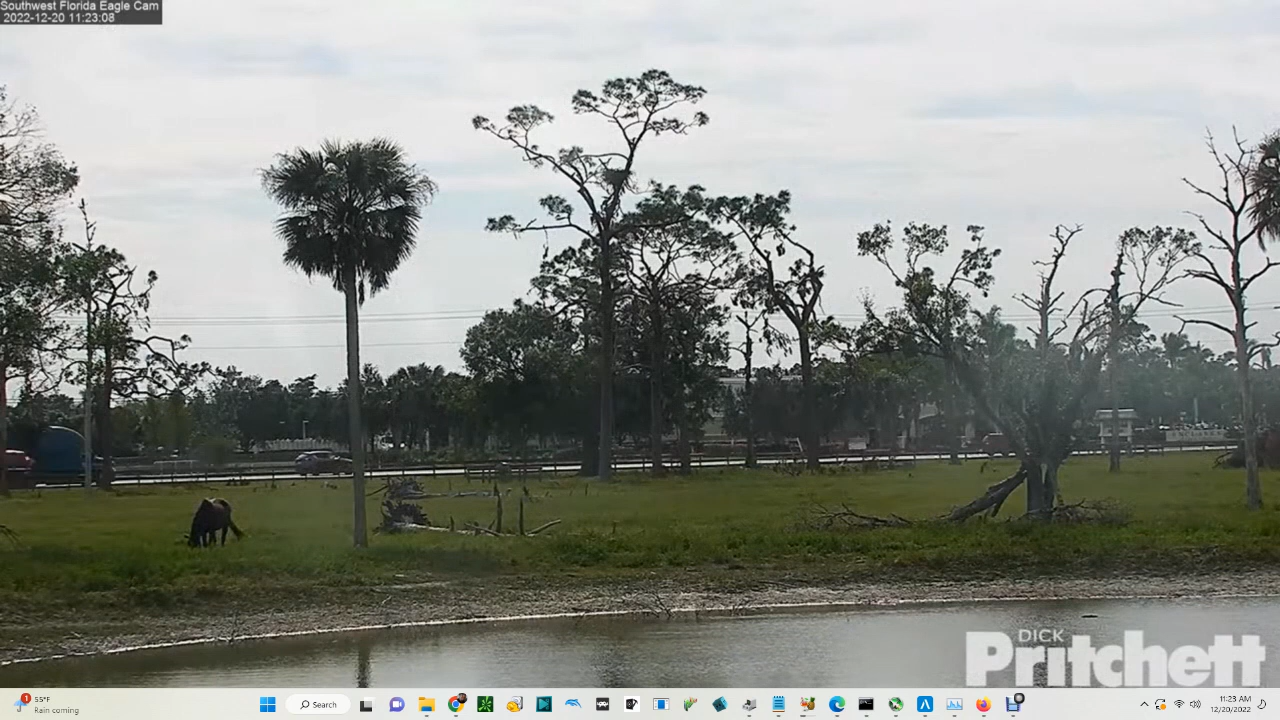 Southwest Florida Eagle Cam
2022-12-20 11:23:08
DICK
Pritchett
1
55°F
Rain coming
Search
11:23 AM
12/20/2022